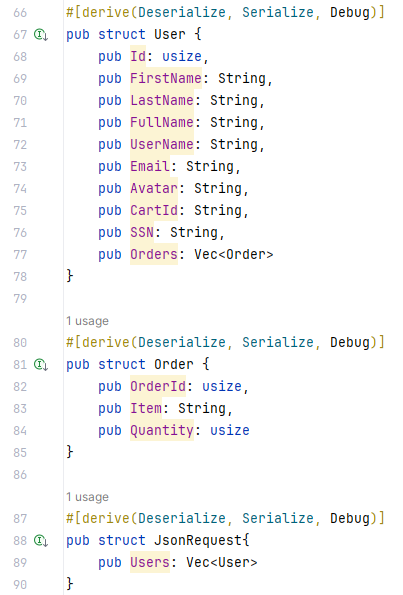 66 #[derive(Deserialize, Serialize, Debug)]
67 pub struct User {
68 pub Id: usize,
69 pub FirstName: String,
70 pub LastName: String,
71 pub FullName: String,
72 pub UserName: String,
73 pub Email: String,
74 pub Avatar: String,
75 pub CartId: String,
76 pub SSN: String,
77 pub Orders: Vec<Order>
78 }
79
1 usage
80 #[derive(Deserialize, Serialize, Debug)]
81 pub struct Order {
82 pub OrderId: usize,
83 pub Item: String,
84 pub Quantity: usize
85 }
86
1 usage
87 #[derive(Deserialize, Serialize, Debug)]
88 pub struct JsonRequest{
89 pub Users: Vec<User>
90 }